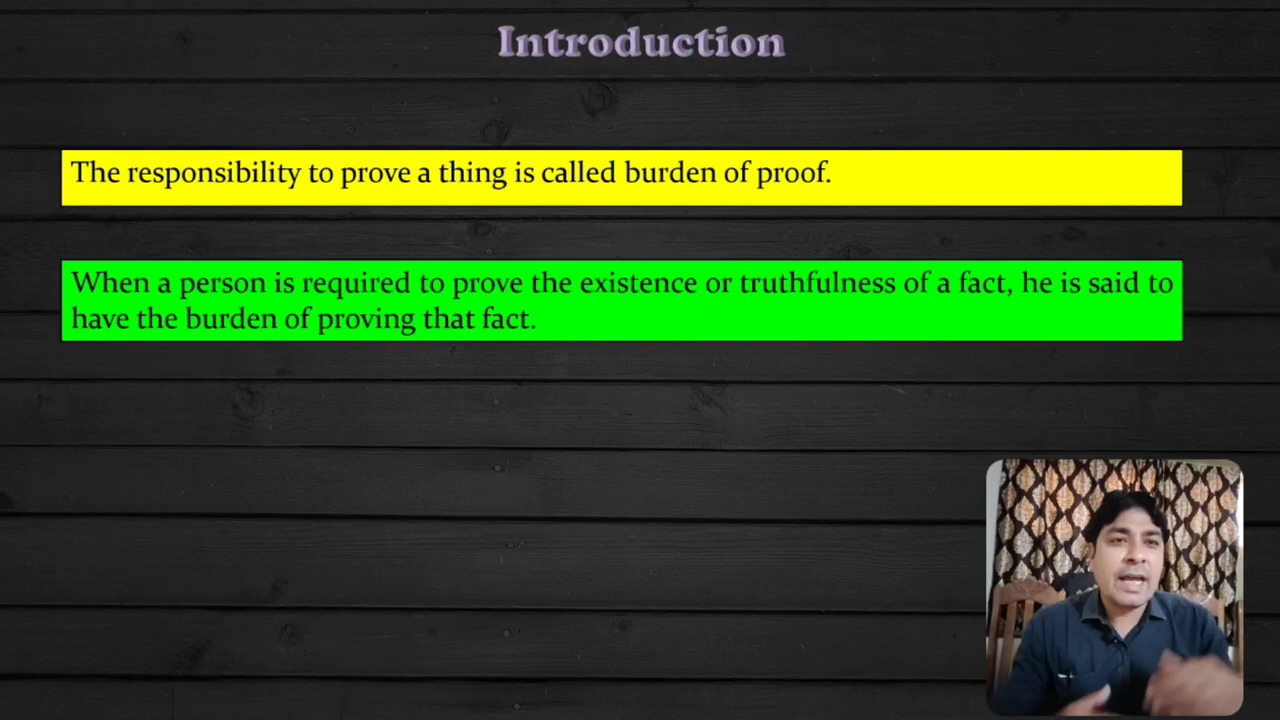 Introduction
The responsibility to prove a thing is called burden of proof.
When a person is required to prove the existence or truthfulness of a fact, he is said to
have the burden of proving that fact.